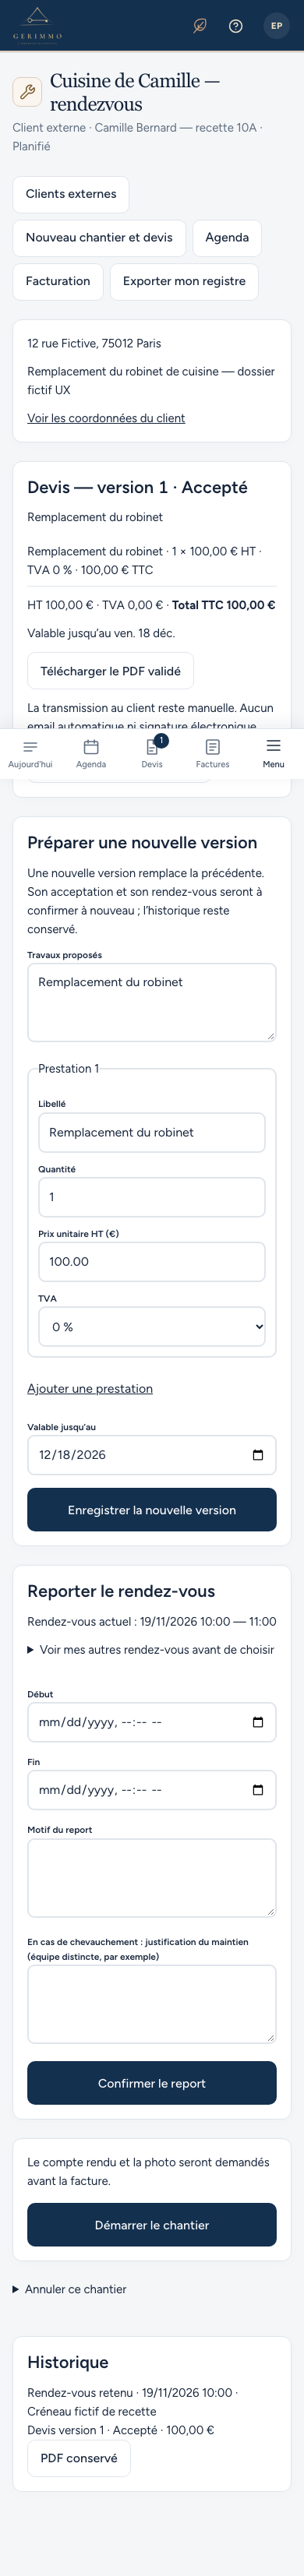 GERIMMO
EP
Cuisine de Camille —
rendezvous
Client externe · Camille Bernard — recette 10A ·
Planifié
Clients externes
Nouveau chantier et devis
Agenda
Facturation
Exporter mon registre
12 rue Fictive, 75012 Paris
Remplacement du robinet de cuisine — dossier
fictif UX
Voir les coordonnées du client
Devis — version 1 · Accepté
Remplacement du robinet
Remplacement du robinet · 1 × 100,00 € HT ·
TVA 0 % · 100,00 € TTC
HT 100,00 € · TVA 0,00 € · Total TTC 100,00 €
Valable jusqu’au ven. 18 déc.
Télécharger le PDF validé
La transmission au client reste manuelle. Aucun
email automatique ni signature électronique
1
Aujourd'hui
Agenda
Devis
Factures
Menu
Préparer une nouvelle version
Une nouvelle version remplace la précédente.
Son acceptation et son rendez-vous seront à
confirmer à nouveau ; l’historique reste
conservé.
Travaux proposés
Remplacement du robinet
Prestation 1
Libellé
Remplacement du robinet
Quantité
1
Prix unitaire HT (€)
100.00
TVA
0 %
Ajouter une prestation
Valable jusqu’au
12/18/2026
Enregistrer la nouvelle version
Reporter le rendez-vous
Rendez-vous actuel : 19/11/2026 10:00 — 11:00
Voir mes autres rendez-vous avant de choisir
Début
mm/dd/yyyy, --:-- --
Fin
mm/dd/yyyy, --:-- --
Motif du report
En cas de chevauchement : justification du maintien
(équipe distincte, par exemple)
Confirmer le report
Le compte rendu et la photo seront demandés
avant la facture.
Démarrer le chantier
Annuler ce chantier
Historique
Rendez-vous retenu · 19/11/2026 10:00 ·
Créneau fictif de recette
Devis version 1 · Accepté · 100,00 €
PDF conservé